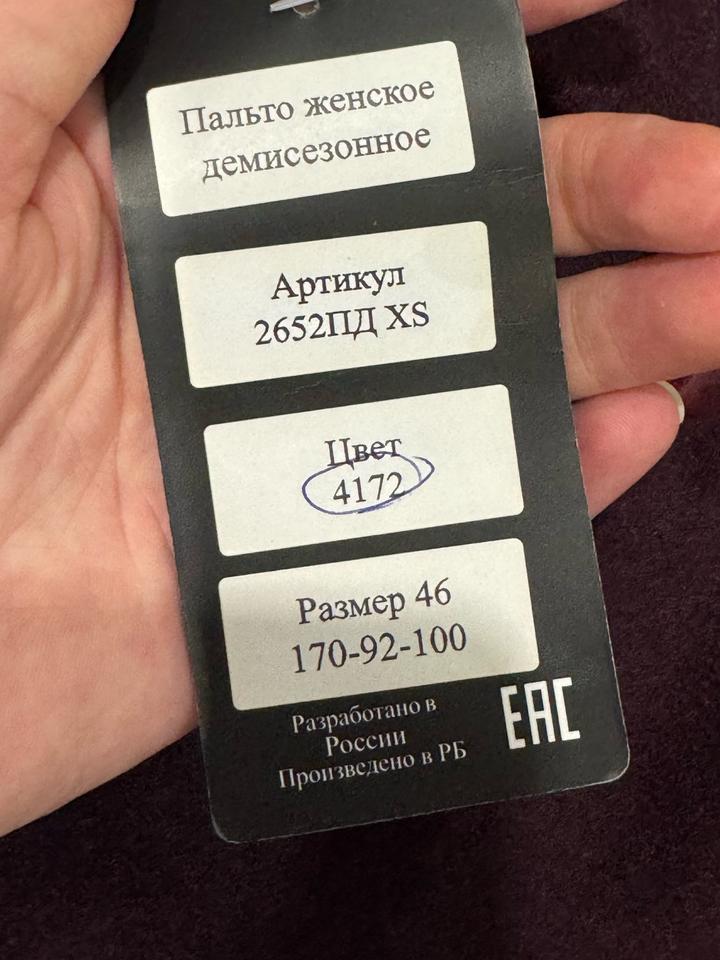 Пальто женское
демисезонное
Артикул
2652ПД XS
Цвет
4172
Размер 46
170-92-100
Разработано в
России
Произведено в РБ
EAC